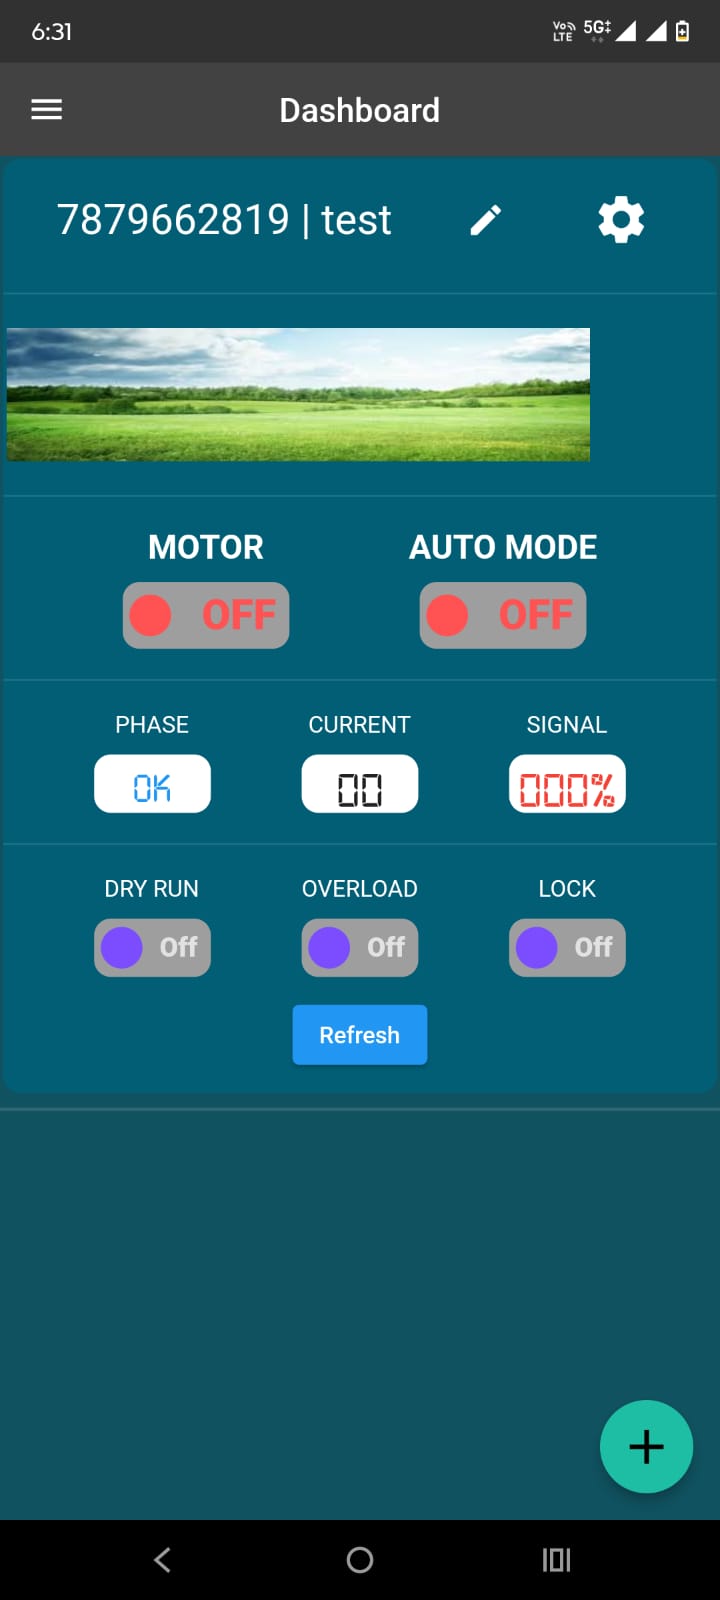 6:31
Vo LTE 5G
Dashboard
7879662819 | test
MOTOR AUTO MODE
OFF OFF
PHASE CURRENT SIGNAL
OK 00 000%
DRY RUN OVERLOAD LOCK
Off Off Off
Refresh